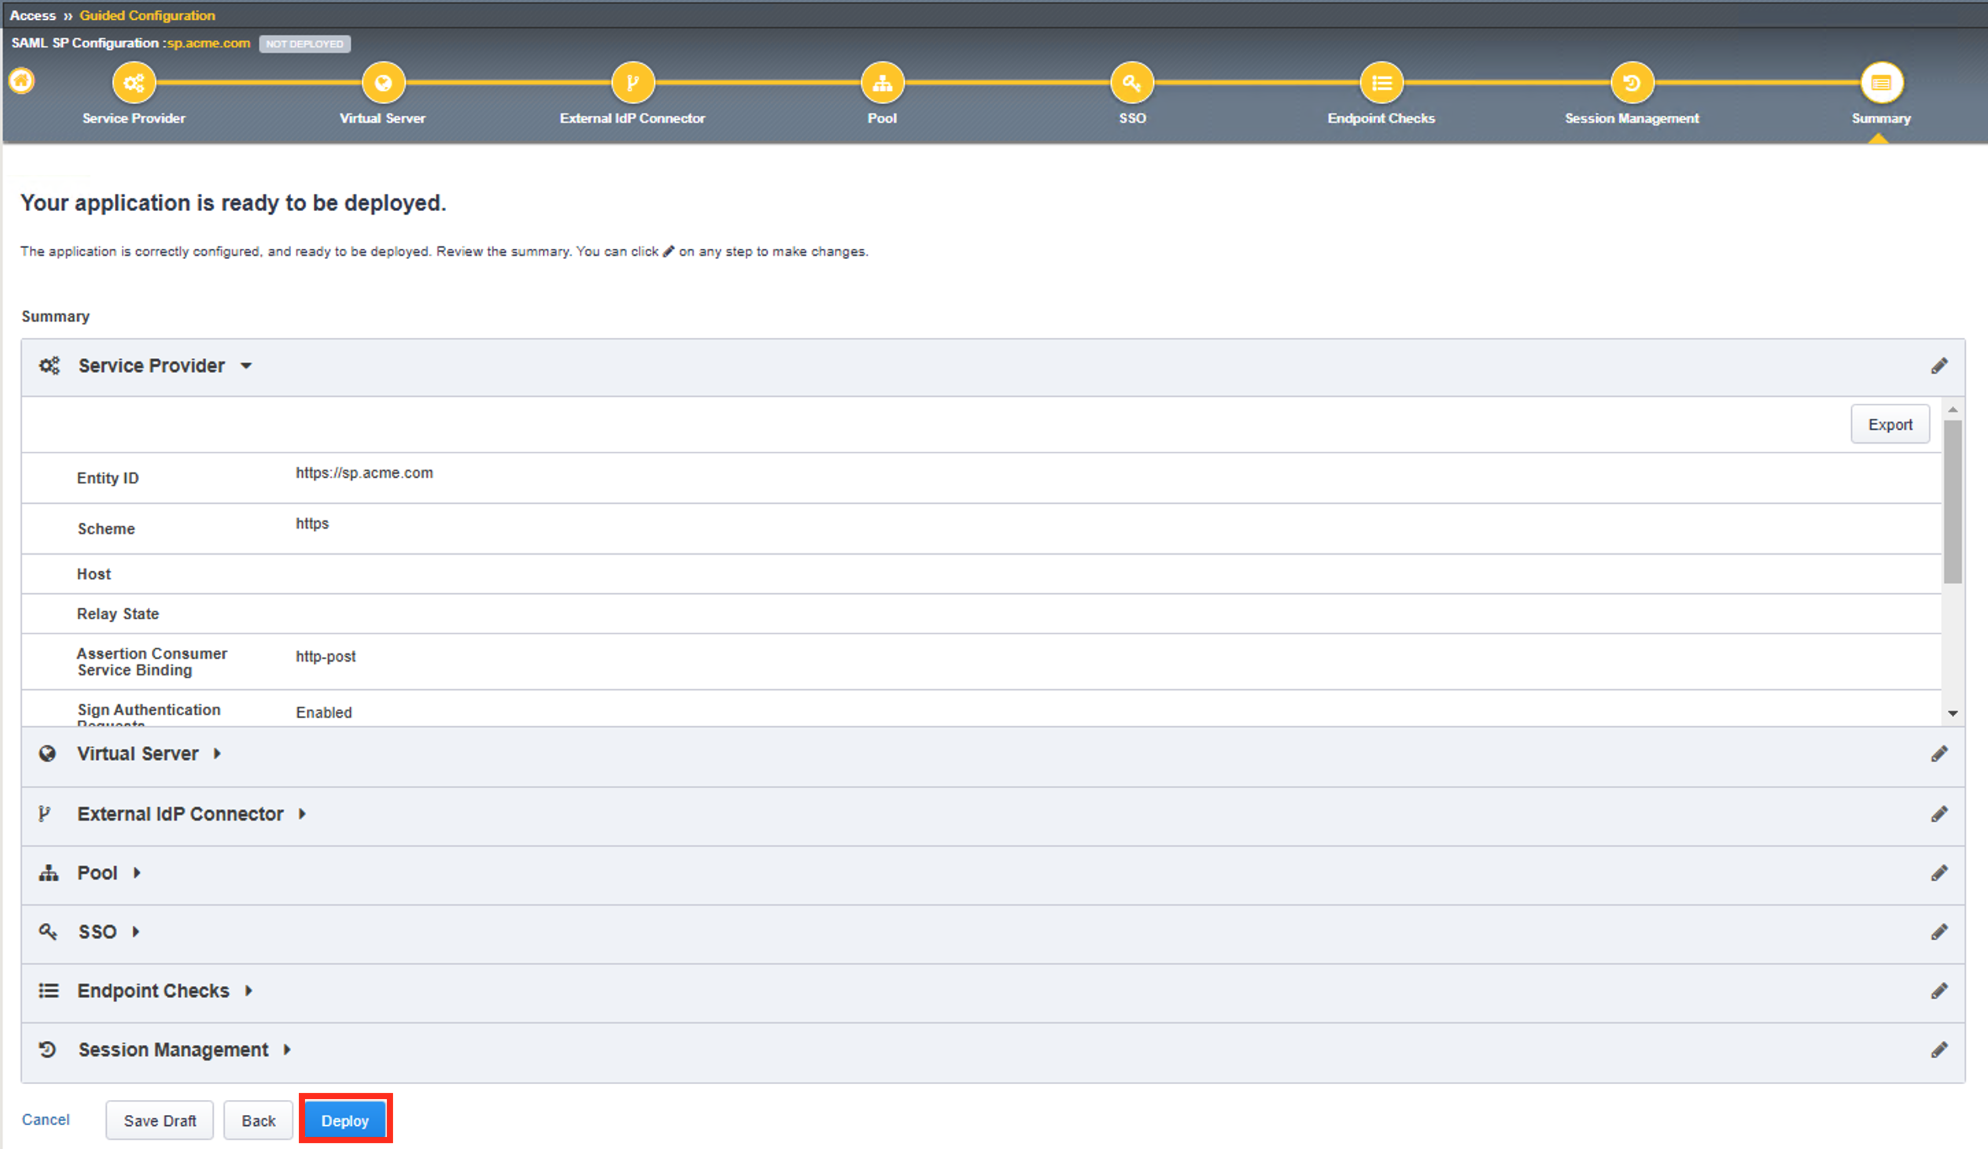 Access » Guided Configuration
SAML SP Configuration :sp.acme.com NOT DEPLOYED
Service Provider Virtual Server External IdP Connector Pool SSO Endpoint Checks Session Management Summary
Your application is ready to be deployed.
The application is correctly configured, and ready to be deployed. Review the summary. You can click on any step to make changes.
Summary
Service Provider
Export
Entity ID https://sp.acme.com
Scheme https
Host
Relay State
Assertion Consumer
Service Binding http-post
Sign Authentication Enabled
Requests
Virtual Server
External IdP Connector
Pool
SSO
Endpoint Checks
Session Management
Cancel Save Draft Back Deploy